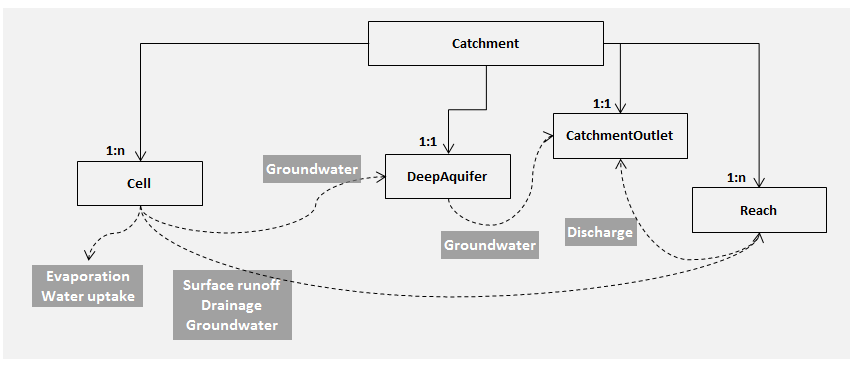 Catchment
1:1
CatchmentOutlet
1:n
1:1
Cell
Groundwater
DeepAquifer
1:n
Reach
Groundwater
Discharge
Evaporation
Water uptake
Surface runoff
Drainage
Groundwater